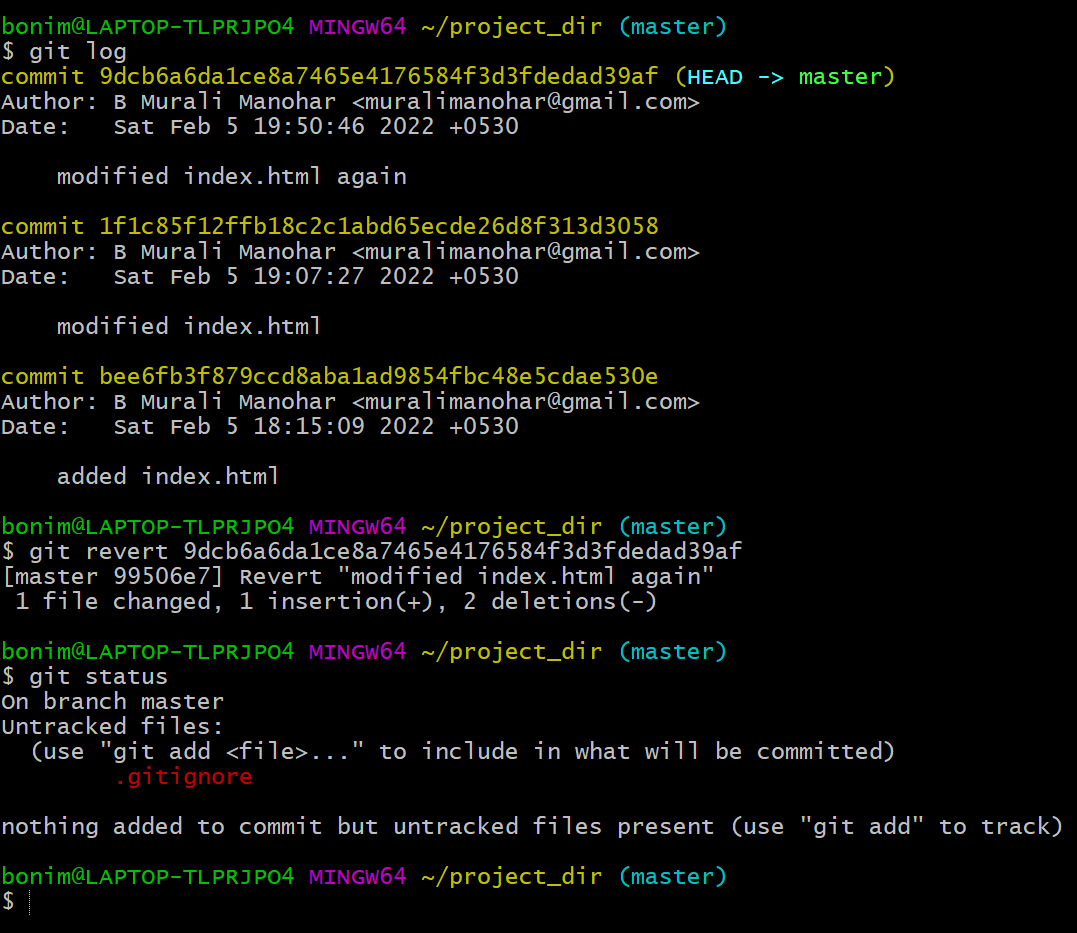 bonim@LAPTOP-TLPRJPO4 MINGW64 ~/project_dir (master)
$ git log
commit 9dcb6a6da1ce8a7465e4176584f3d3fdedad39af (HEAD -> master)
Author: B Murali Manohar <muralimanohar@gmail.com>
Date:   Sat Feb 5 19:50:46 2022 +0530

    modified index.html again

commit 1f1c85f12ffb18c2c1abd65ecde26d8f313d3058
Author: B Murali Manohar <muralimanohar@gmail.com>
Date:   Sat Feb 5 19:07:27 2022 +0530

    modified index.html

commit bee6fb3f879ccd8aba1ad9854fbc48e5cdae530e
Author: B Murali Manohar <muralimanohar@gmail.com>
Date:   Sat Feb 5 18:15:09 2022 +0530

    added index.html

bonim@LAPTOP-TLPRJPO4 MINGW64 ~/project_dir (master)
$ git revert 9dcb6a6da1ce8a7465e4176584f3d3fdedad39af
[master 99506e7] Revert "modified index.html again"
 1 file changed, 1 insertion(+), 2 deletions(-)

bonim@LAPTOP-TLPRJPO4 MINGW64 ~/project_dir (master)
$ git status
On branch master
Untracked files:
  (use "git add <file>..." to include in what will be committed)
        .gitignore

nothing added to commit but untracked files present (use "git add" to track)

bonim@LAPTOP-TLPRJPO4 MINGW64 ~/project_dir (master)
$